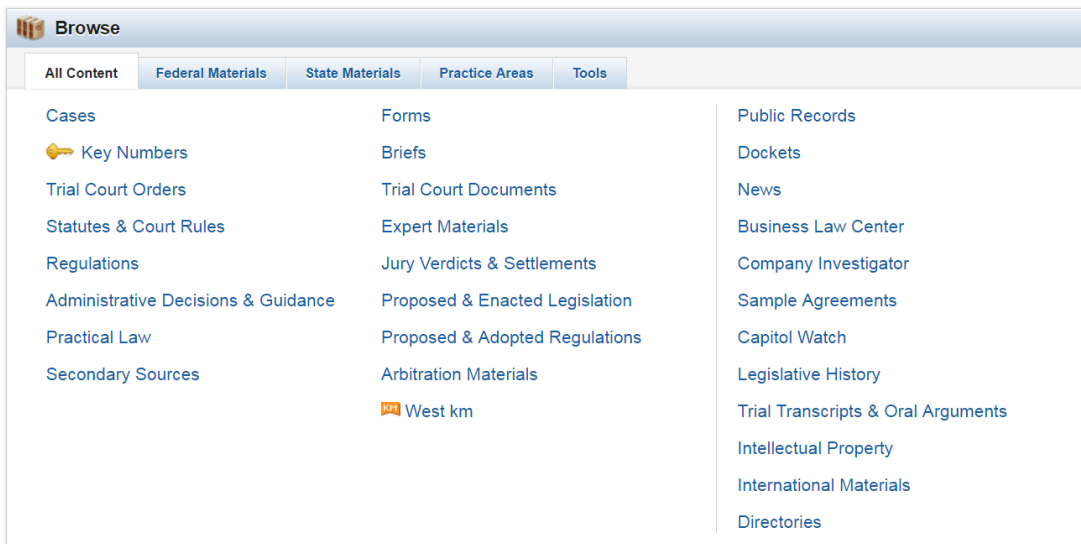 Browse
All Content
Federal Materials
State Materials
Practice Areas
Tools
Cases
Key Numbers
Trial Court Orders
Statutes & Court Rules
Regulations
Administrative Decisions & Guidance
Practical Law
Secondary Sources
Forms
Briefs
Trial Court Documents
Expert Materials
Jury Verdicts & Settlements
Proposed & Enacted Legislation
Proposed & Adopted Regulations
Arbitration Materials
KM West km
Public Records
Dockets
News
Business Law Center
Company Investigator
Sample Agreements
Capitol Watch
Legislative History
Trial Transcripts & Oral Arguments
Intellectual Property
International Materials
Directories